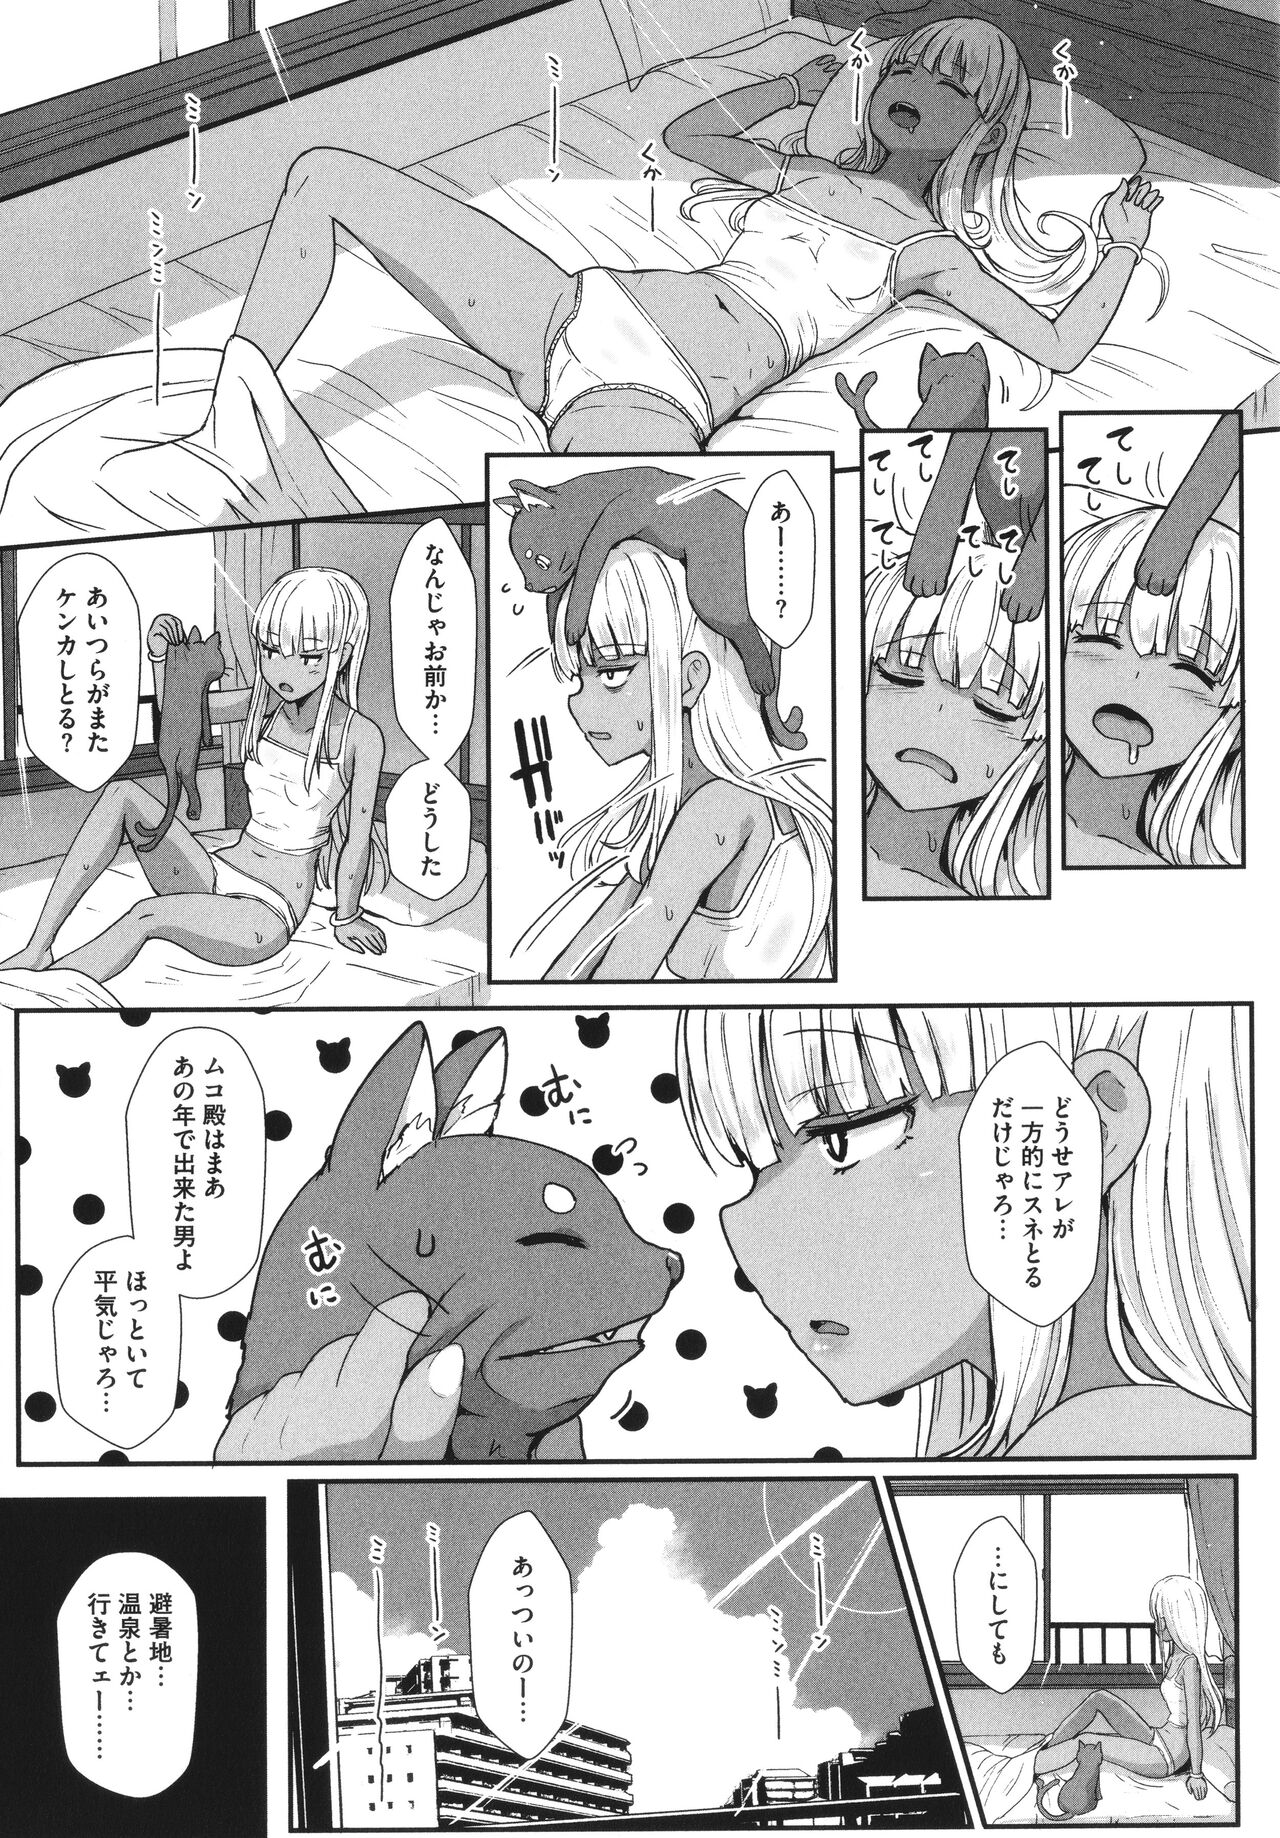 くかー
くかー
くかー
ミーン
ミーン
ミンミー
てし
てし
てし
てし
てし
てし
てし
あー………?
ガバッ
なんじゃお前か…
どうした
あいつらがまた
ケンカしとる?
どうせアレが
一方的にスネとる
だけじゃろ…
むに
むにっっ
ムコ殿はまあ
あの年で出来た男よ
ほっといて
平気じゃろ…
…にしても
あっついのー…
ミーン
ミー
避暑地…
温泉とか…
行きてェー………